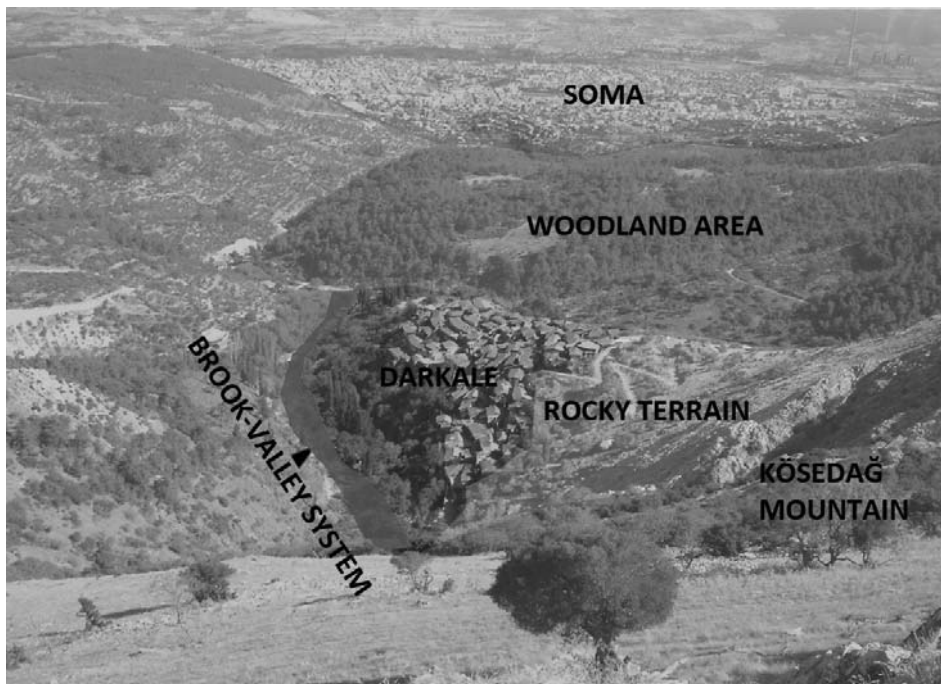 SOMA
WOODLAND AREA
DARKALE
BROOK-VALLEY SYSTEM
ROCKY TERRAIN
KÖSEDAĞ
MOUNTAIN